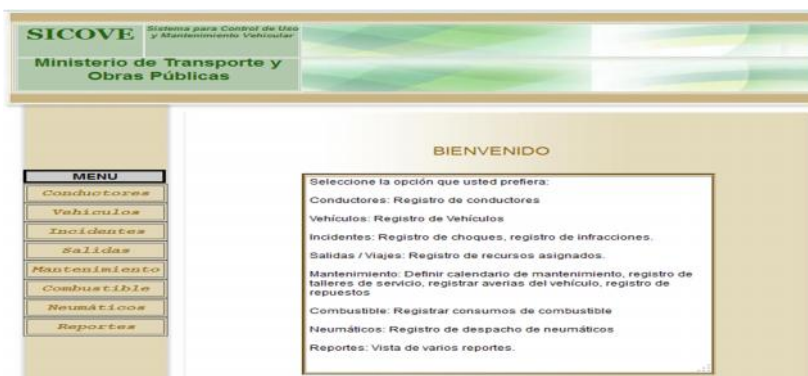 SICOVE
Sistema para Control de Uso
y Mantenimiento Vehicular
Ministerio de Transporte y
Obras Públicas
MENU
Conductores
Vehiculos
Incidentes
Salidas
Mantenimiento
Combustible
Neumáticos
Reportes
BIENVENIDO
Seleccione la opción que usted prefiera:
Conductores: Registro de conductores
Vehículos: Registro de Vehículos
Incidentes: Registro de choques, registro de infracciones.
Salidas / Viajes: Registro de recursos asignados.
Mantenimiento: Definir calendario de mantenimiento, registro de
talleres de servicio, registrar averias del vehículo, registro de
repuestos
Combustible: Registrar consumos de combustible
Neumáticos: Registro de despacho de neumáticos
Reportes: Vista de varios reportes.